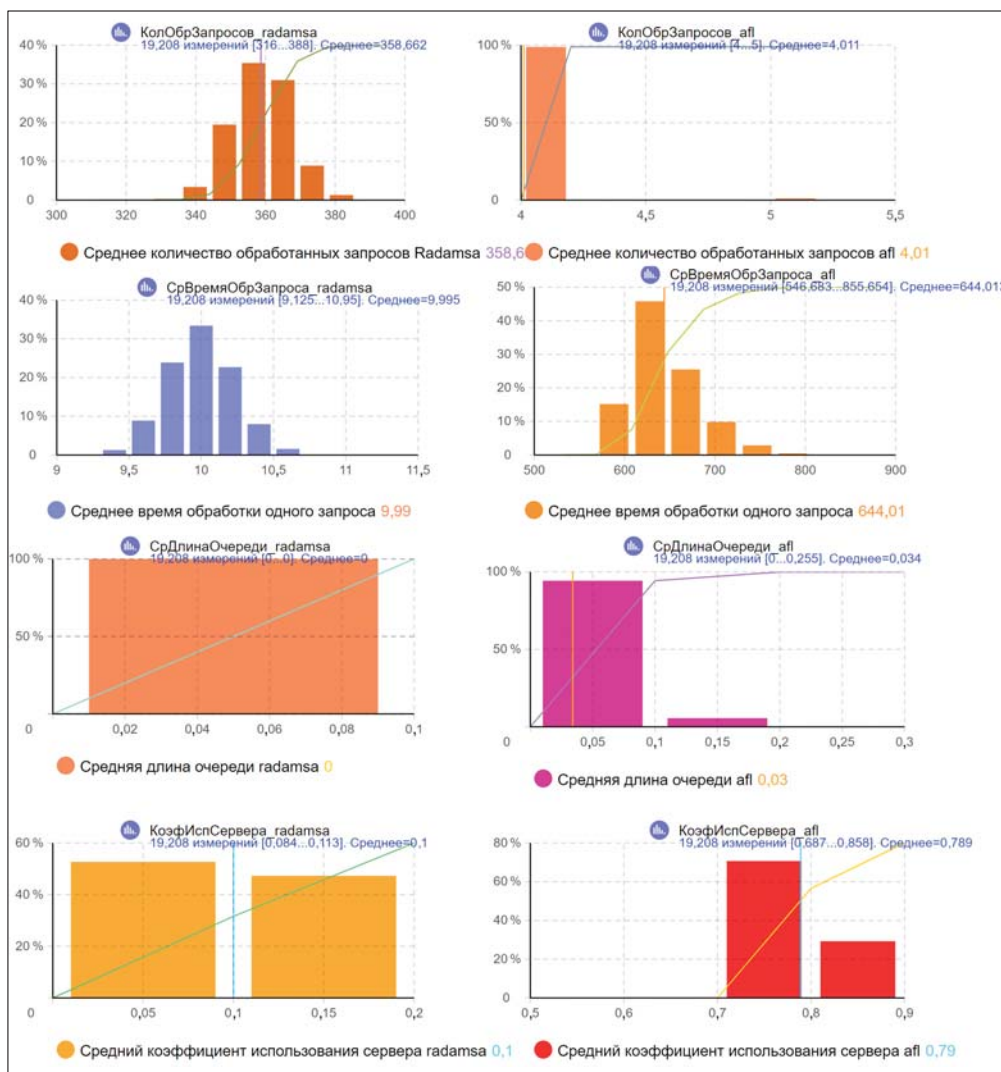 КолОбрЗапросов_radamsa
19,208 измерений [316...388]. Среднее=358,662
40 %
30 %
20 %
10 %
0
300 320 340 360 380 400
Среднее количество обработанных запросов Radamsa 358,6
КолОбрЗапросов_afl
19,208 измерений [4...5]. Среднее=4,011
100 %
50 %
0
4 4,5 5 5,5
Среднее количество обработанных запросов afl 4,01
СрВремяОбрЗапроса_radamsa
19,208 измерений [9,125...10,95]. Среднее=9,995
40 %
30 %
20 %
10 %
0
9 9,5 10 10,5 11 11,5
Среднее время обработки одного запроса 9,99
СрВремяОбрЗапроса_afl
19,208 измерений [546,683...855,654]. Среднее=644,013
50 %
40 %
30 %
20 %
10 %
0
500 600 700 800 900
Среднее время обработки одного запроса 644,01
СрДлинаОчереди_radamsa
19,208 измерений [0...0]. Среднее=0
100 %
50 %
0
0,02 0,04 0,06 0,08 0,1
Средняя длина очереди radamsa 0
СрДлинаОчереди_afl
19,208 измерений [0...0,255]. Среднее=0,034
100 %
50 %
0
0,05 0,1 0,15 0,2 0,25 0,3
Средняя длина очереди afl 0,03
КоэфИспСервера_radamsa
19,208 измерений [0,084...0,113]. Среднее=0,1
60 %
40 %
20 %
0
0,05 0,1 0,15 0,2
Средний коэффициент использования сервера radamsa 0,1
КоэфИспСервера_afl
19,208 измерений [0,687...0,858]. Среднее=0,789
80 %
60 %
40 %
20 %
0
0,5 0,6 0,7 0,8 0,9
Средний коэффициент использования сервера afl 0,79